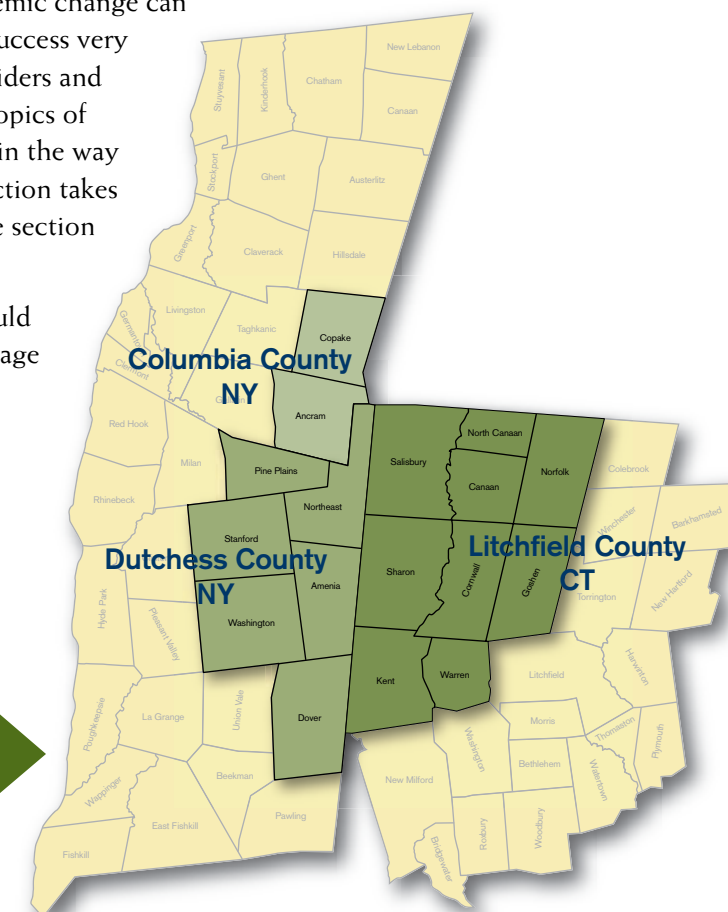 emic change can
uccess very
iders and
opics of
in the way
ction takes
e section
uld
age
New Lebanon
Stuyvesant
Kinderhook
Chatham
Canaan
Stockport
Ghent
Austerlitz
Greenport
Claverack
Hillsdale
Livingston
Germantown
Taghkanic
Copake
Clermont
Columbia County
NY
Ancram
Red Hook
Milan
Pine Plains
Salisbury
North Canaan
Canaan
Norfolk
Colebrook
Rhinebeck
Northeast
Winchester
Barkhamsted
Stanford
Dutchess County
NY
Litchfield County
CT
Amenia
Sharon
Cornwall
Goshen
Torrington
New Hartford
Hyde Park
Pleasant Valley
Washington
Harwinton
Kent
Warren
Litchfield
Poughkeepsie
La Grange
Union Vale
Dover
Washington
Morris
Thomaston
Plymouth
Wappinger
Beekman
New Milford
Bethlehem
Watertown
East Fishkill
Pawling
Fishkill
Bridgewater
Roxbury
Woodbury